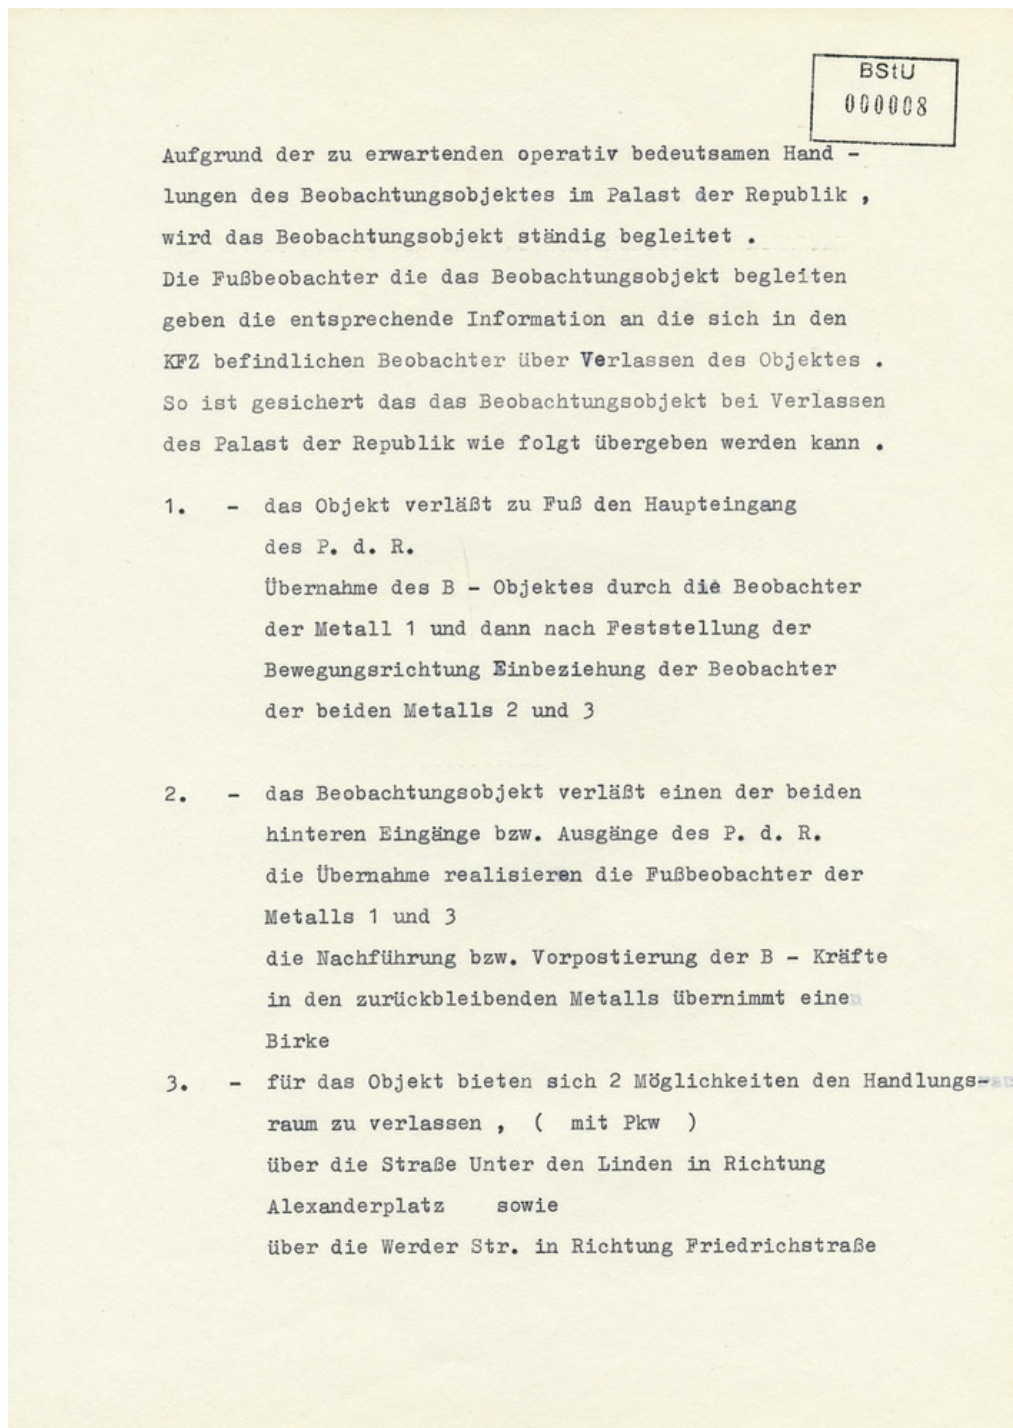 BStU
000008
Aufgrund der zu erwartenden operativ bedeutsamen Hand -
lungen des Beobachtungsobjektes im Palast der Republik ,
wird das Beobachtungsobjekt ständig begleitet .
Die Fußbeobachter die das Beobachtungsobjekt begleiten
geben die entsprechende Information an die sich in den
KFZ befindlichen Beobachter über Verlassen des Objektes .
So ist gesichert das das Beobachtungsobjekt bei Verlassen
des Palast der Republik wie folgt übergeben werden kann .
1. - das Objekt verläßt zu Fuß den Haupteingang
des P. d. R.
Übernahme des B - Objektes durch die Beobachter
der Metall 1 und dann nach Feststellung der
Bewegungsrichtung Einbeziehung der Beobachter
der beiden Metalls 2 und 3
2. - das Beobachtungsobjekt verläßt einen der beiden
hinteren Eingänge bzw. Ausgänge des P. d. R.
die Übernahme realisieren die Fußbeobachter der
Metalls 1 und 3
die Nachführung bzw. Vorpostierung der B - Kräfte
in den zurückbleibenden Metalls übernimmt eine
Birke
3. - für das Objekt bieten sich 2 Möglichkeiten den Handlungs-
raum zu verlassen , ( mit Pkw )
über die Straße Unter den Linden in Richtung
Alexanderplatz sowie
über die Werder Str. in Richtung Friedrichstraße